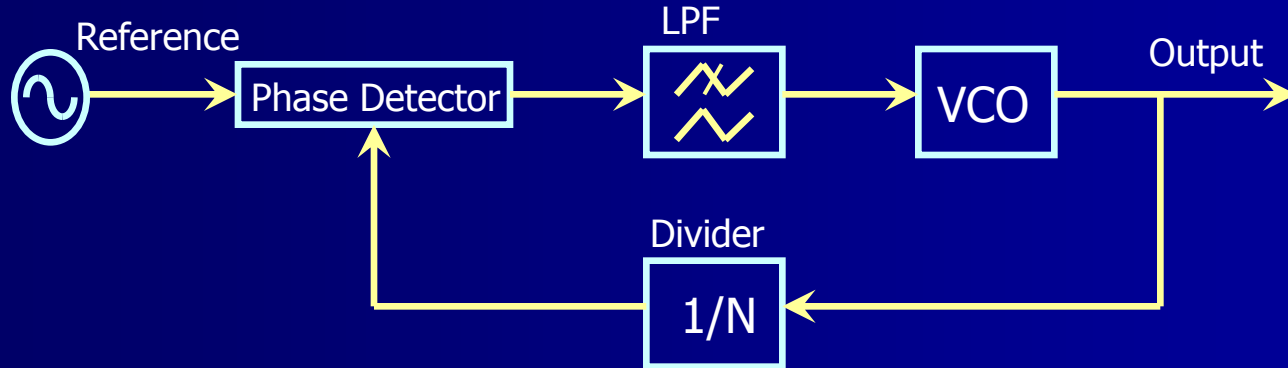 Reference
LPF
Output
Phase Detector
VCO
Divider
1/N